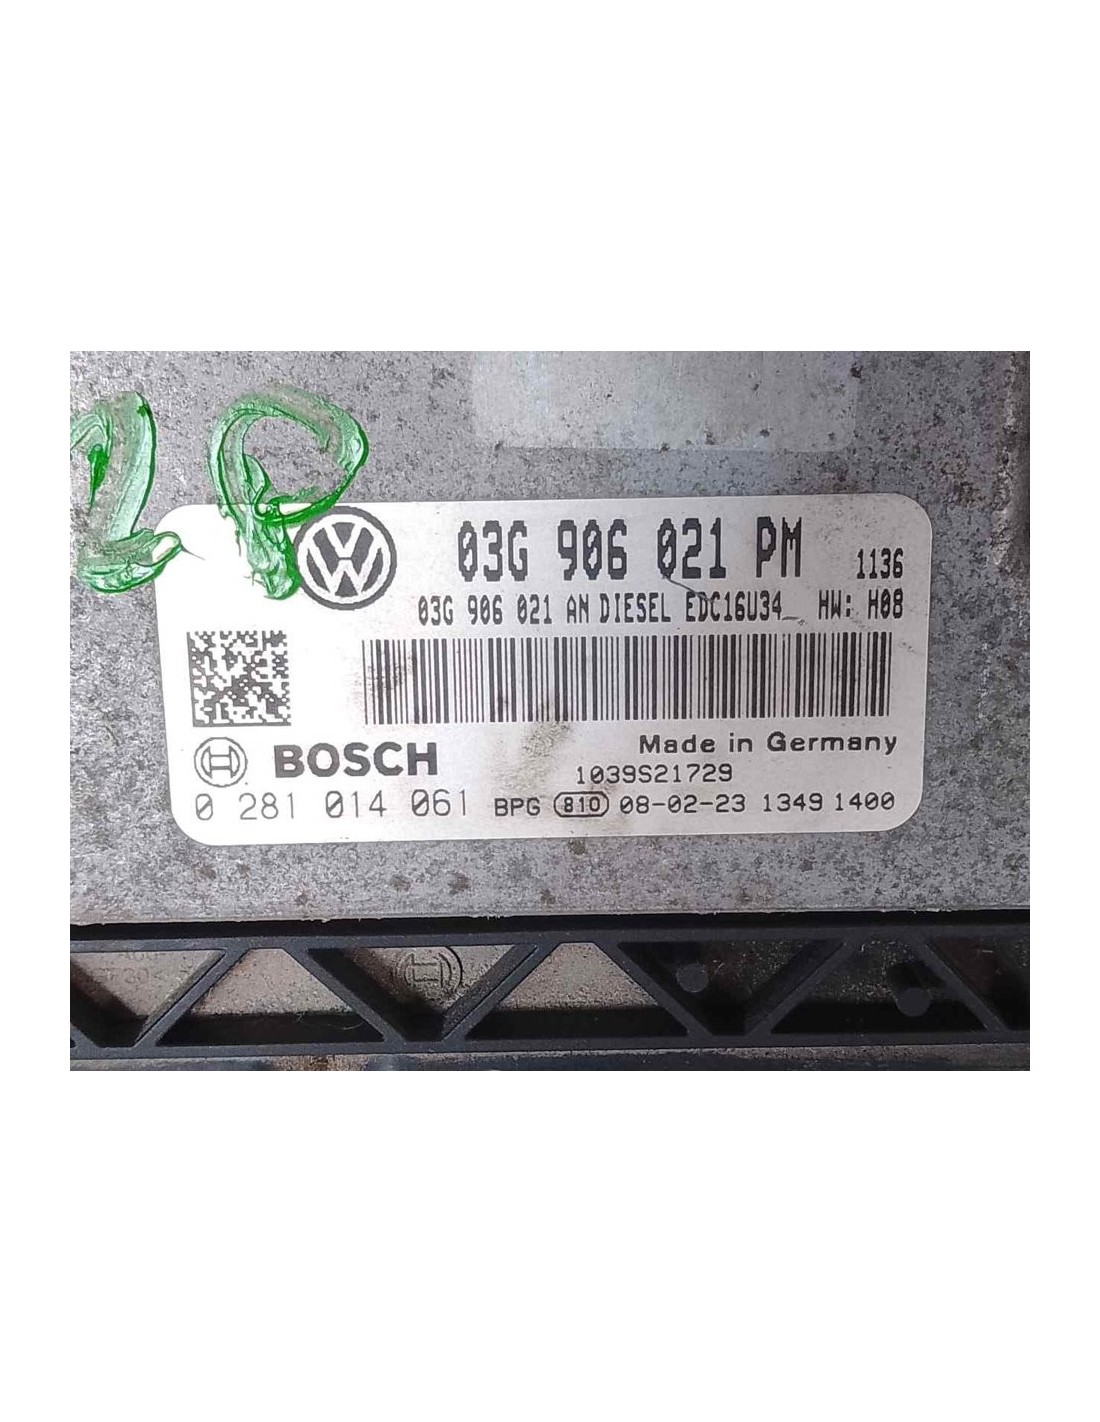 2P
03G 906 021 PM 1136
03G 906 021 AN DIESEL EDC16U34 HW: H08
Made in Germany
BOSCH
1039S21729
0 281 014 061 BPG 810 08-02-23 1349 1400